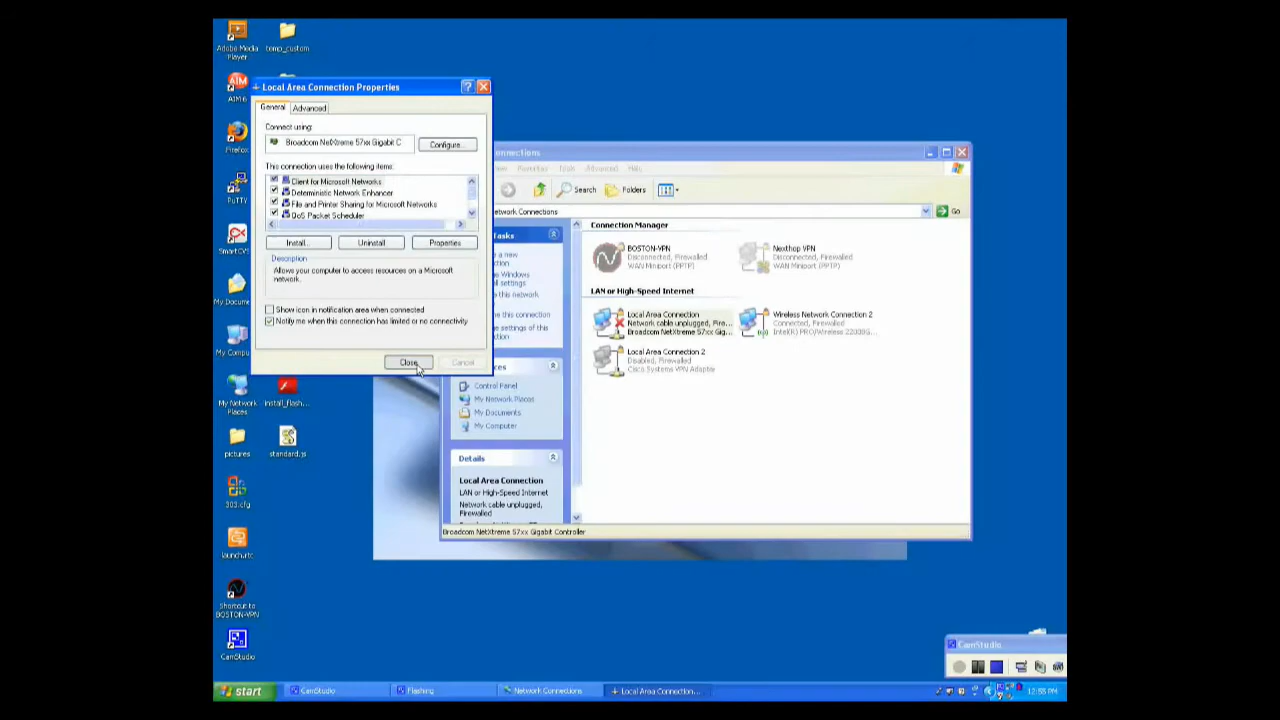 Adobe Media
Player
temp_custom
AIM 6
Firefox
PuTTY
SmartCVS
My Docume
My Compu
My Network
Places
install_flash...
pictures
standard.js
303.cfg
launch.rtc
Shortcut to
BOSTON-VPN
CamStudio
Local Area Connection Properties
General
Advanced
Connect using:
Broadcom NetXtreme 57xx Gigabit C
Configure...
This connection uses the following items:
Client for Microsoft Networks
Deterministic Network Enhancer
File and Printer Sharing for Microsoft Networks
QoS Packet Scheduler
Install...
Uninstall
Properties
Description
Allows your computer to access resources on a Microsoft
network.
Show icon in notification area when connected
Notify me when this connection has limited or no connectivity
Close
Cancel
onnections
Favorites Tools Advanced Help
Search
Folders
etwork Connections
Go
Tasks
e a new
ction
Windows
ll settings
e this network
me this connection
settings of this
ction
Control Panel
My Network Places
My Documents
My Computer
Details
Local Area Connection
LAN or High-Speed Internet
Network cable unplugged,
Firewalled
Connection Manager
BOSTON-VPN
Disconnected, Firewalled
WAN Miniport (PPTP)
Nexthop VPN
Disconnected, Firewalled
WAN Miniport (PPTP)
LAN or High-Speed Internet
Local Area Connection
Network cable unplugged, Fire...
Broadcom NetXtreme 57xx Gig...
Wireless Network Connection 2
Connected, Firewalled
Intel(R) PRO/Wireless 2200BG...
Local Area Connection 2
Disabled, Firewalled
Cisco Systems VPN Adapter
Broadcom NetXtreme 57xx Gigabit Controller
CamStudio
start
CamStudio
Flashing
Network Connections
Local Area Connection...
12:55 PM